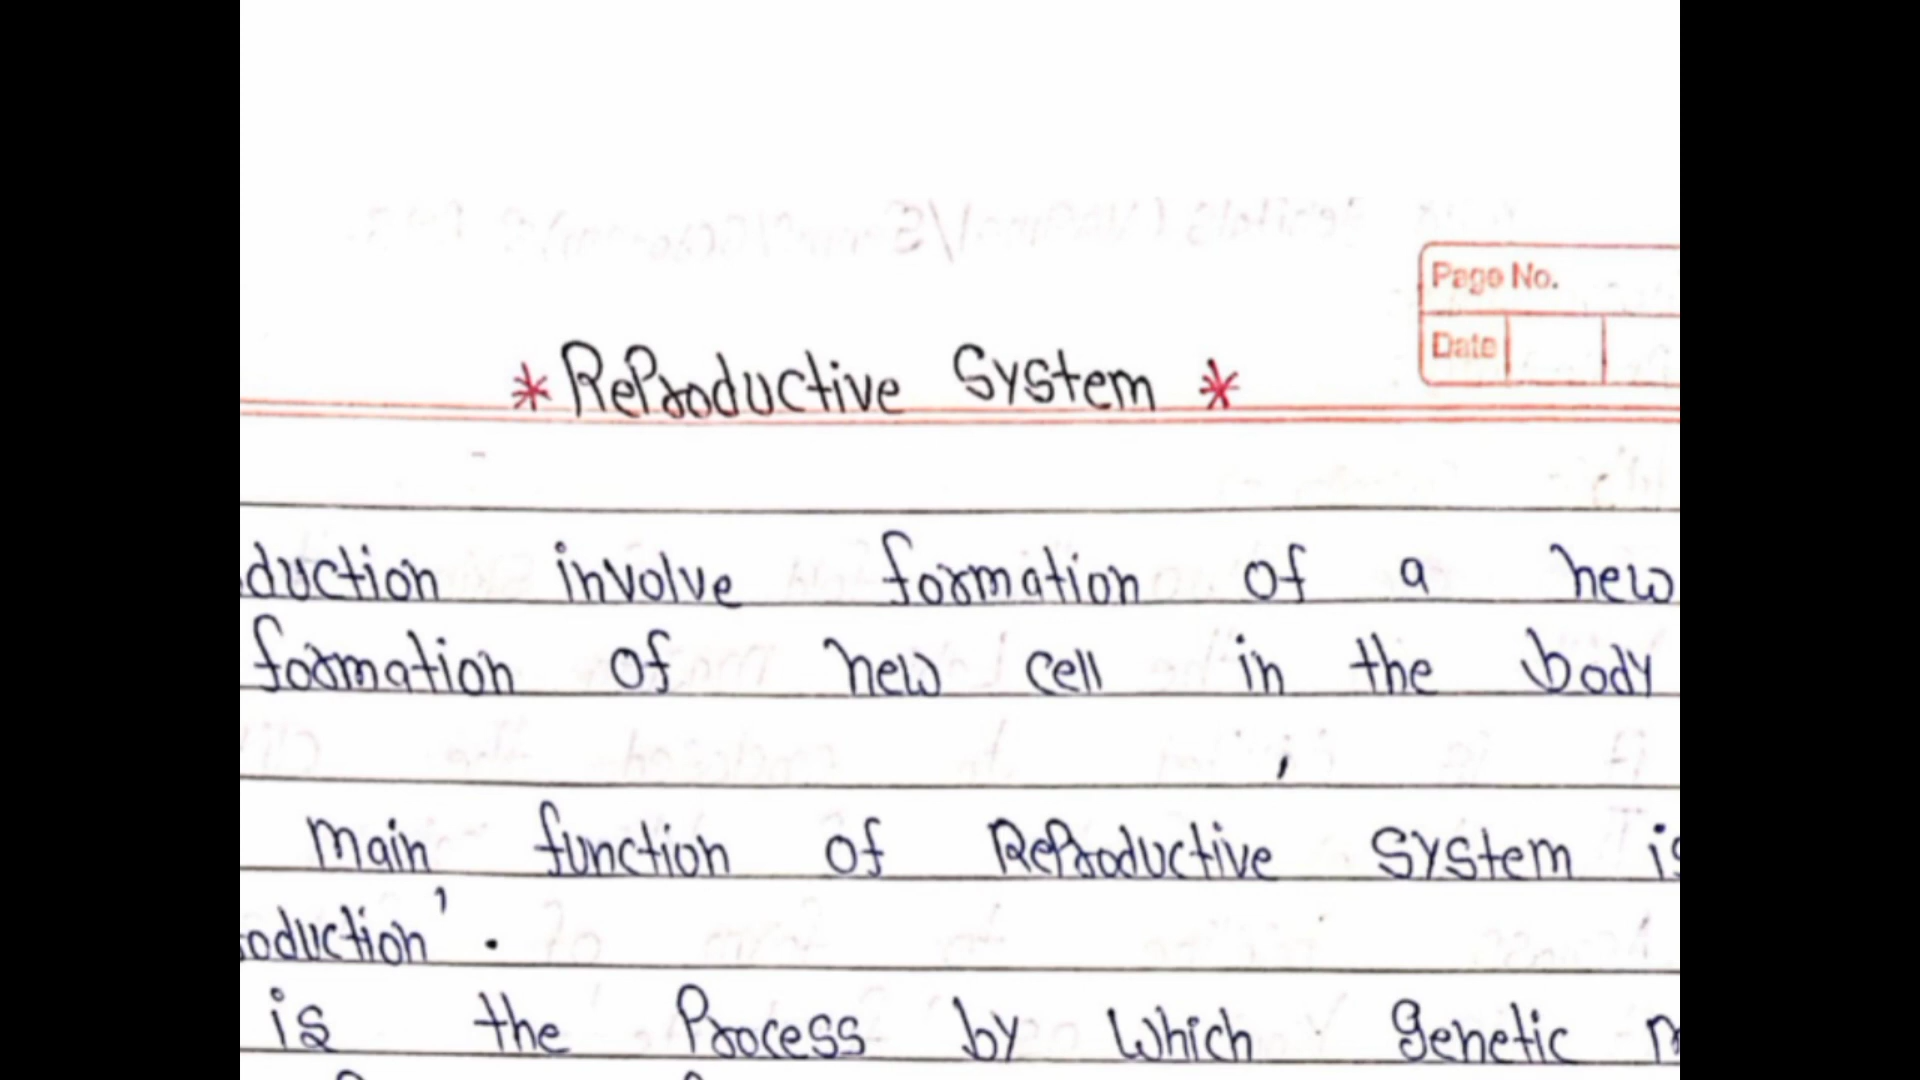 Page No.
Date
* Reproductive System *
duction involve formation of a new
formation of new cell in the body
main function of Reproductive system is
oduction'.
is the Process by which genetic m